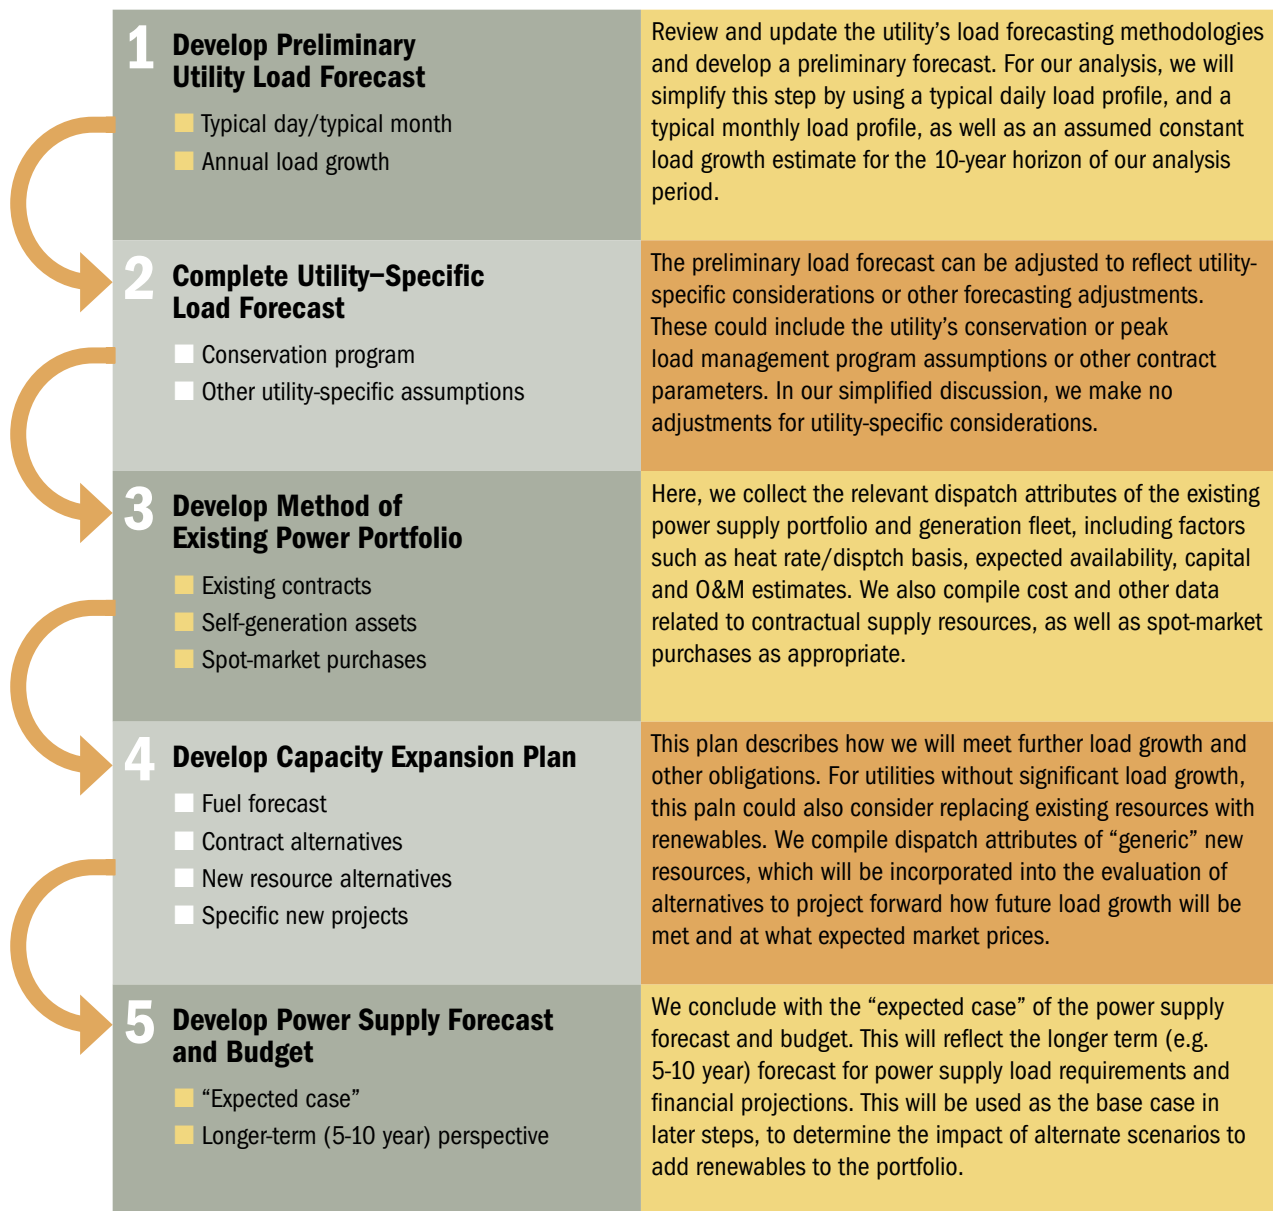 1
Develop Preliminary
Utility Load Forecast
Typical day/typical month
Annual load growth
Review and update the utility’s load forecasting methodologies
and develop a preliminary forecast. For our analysis, we will
simplify this step by using a typical daily load profile, and a
typical monthly load profile, as well as an assumed constant
load growth estimate for the 10-year horizon of our analysis
period.
2
Complete Utility–Specific
Load Forecast
Conservation program
Other utility-specific assumptions
The preliminary load forecast can be adjusted to reflect utility-
specific considerations or other forecasting adjustments.
These could include the utility’s conservation or peak
load management program assumptions or other contract
parameters. In our simplified discussion, we make no
adjustments for utility-specific considerations.
3
Develop Method of
Existing Power Portfolio
Existing contracts
Self-generation assets
Spot-market purchases
Here, we collect the relevant dispatch attributes of the existing
power supply portfolio and generation fleet, including factors
such as heat rate/disptch basis, expected availability, capital
and O&M estimates. We also compile cost and other data
related to contractual supply resources, as well as spot-market
purchases as appropriate.
4
Develop Capacity Expansion Plan
Fuel forecast
Contract alternatives
New resource alternatives
Specific new projects
This plan describes how we will meet further load growth and
other obligations. For utilities without significant load growth,
this paln could also consider replacing existing resources with
renewables. We compile dispatch attributes of “generic” new
resources, which will be incorporated into the evaluation of
alternatives to project forward how future load growth will be
met and at what expected market prices.
5
Develop Power Supply Forecast
and Budget
“Expected case”
Longer-term (5-10 year) perspective
We conclude with the “expected case” of the power supply
forecast and budget. This will reflect the longer term (e.g.
5-10 year) forecast for power supply load requirements and
financial projections. This will be used as the base case in
later steps, to determine the impact of alternate scenarios to
add renewables to the portfolio.